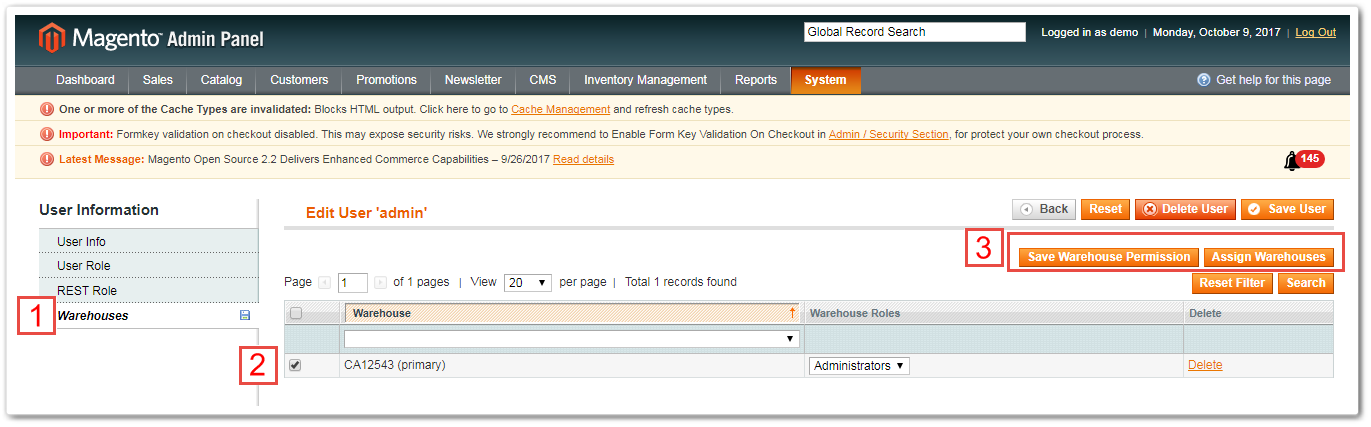 Magento Admin Panel
Global Record Search
Logged in as demo | Monday, October 9, 2017 | Log Out
Dashboard Sales Catalog Customers Promotions Newsletter CMS Inventory Management Reports System Get help for this page
One or more of the Cache Types are invalidated: Blocks HTML output. Click here to go to Cache Management and refresh cache types.
Important: Formkey validation on checkout disabled. This may expose security risks. We strongly recommend to Enable Form Key Validation On Checkout in Admin / Security Section, for protect your own checkout process.
Latest Message: Magento Open Source 2.2 Delivers Enhanced Commerce Capabilities – 9/26/2017 Read details
145
User Information
User Info
User Role
REST Role
1
Warehouses
Edit User 'admin'
Back Reset Delete User Save User
3
Save Warehouse Permission Assign Warehouses
Page 1 of 1 pages | View 20 per page | Total 1 records found
Reset Filter Search
Warehouse Warehouse Roles Delete
2
CA12543 (primary) Administrators Delete